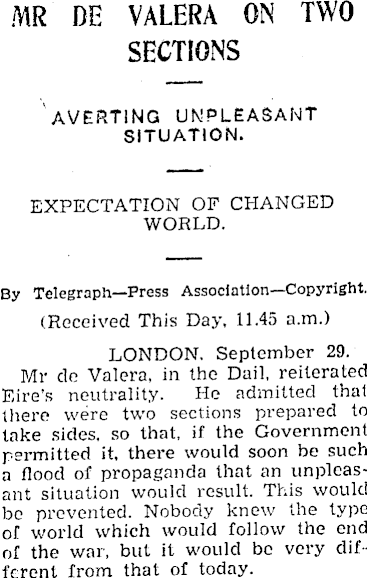 MR DE VALERA ON TWO
SECTIONS
AVERTING UNPLEASANT
SITUATION.
EXPECTATION OF CHANGED
WORLD.
By Telegraph—Press Association—Copyright.
(Received This Day, 11.45 a.m.)
LONDON. September 29.
Mr de Valera, in the Dail, reiterated
Eire's neutrality. He admitted that
there were two sections prepared to
take sides, so that, if the Government
permitted it, there would soon be such
a flood of propaganda that an unpleas-
ant situation would result. This would
be prevented. Nobody knew the type
of world which would follow the end
of the war, but it would be very dif-
ferent from that of today.